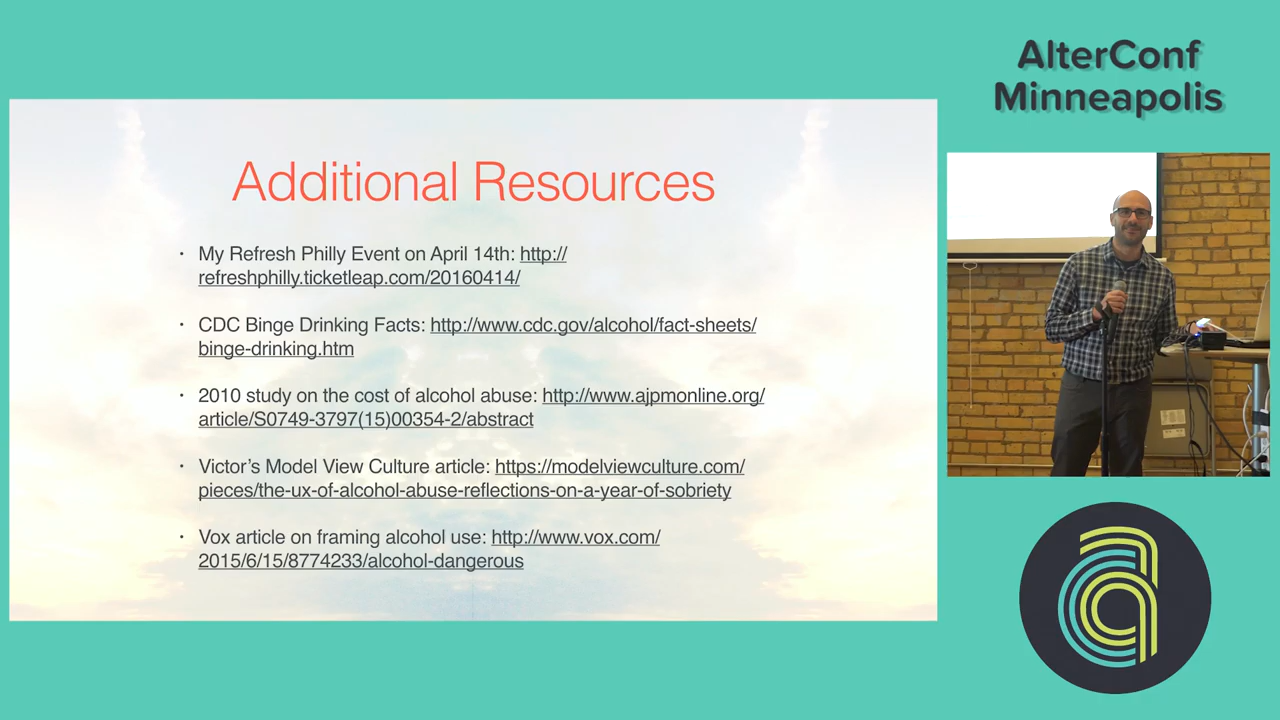 AlterConf
Minneapolis
Additional Resources
• My Refresh Philly Event on April 14th: http://
refreshphilly.ticketleap.com/20160414/
• CDC Binge Drinking Facts: http://www.cdc.gov/alcohol/fact-sheets/
binge-drinking.htm
• 2010 study on the cost of alcohol abuse: http://www.ajpmonline.org/
article/S0749-3797(15)00354-2/abstract
• Victor’s Model View Culture article: https://modelviewculture.com/
pieces/the-ux-of-alcohol-abuse-reflections-on-a-year-of-sobriety
• Vox article on framing alcohol use: http://www.vox.com/
2015/6/15/8774233/alcohol-dangerous